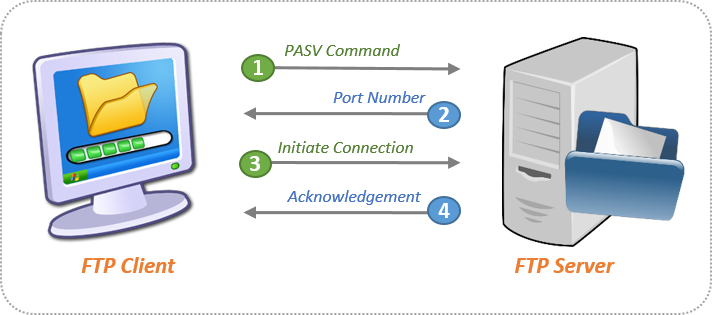 PASV Command
1
Port Number
2
Initiate Connection
3
Acknowledgement
4
FTP Client
FTP Server